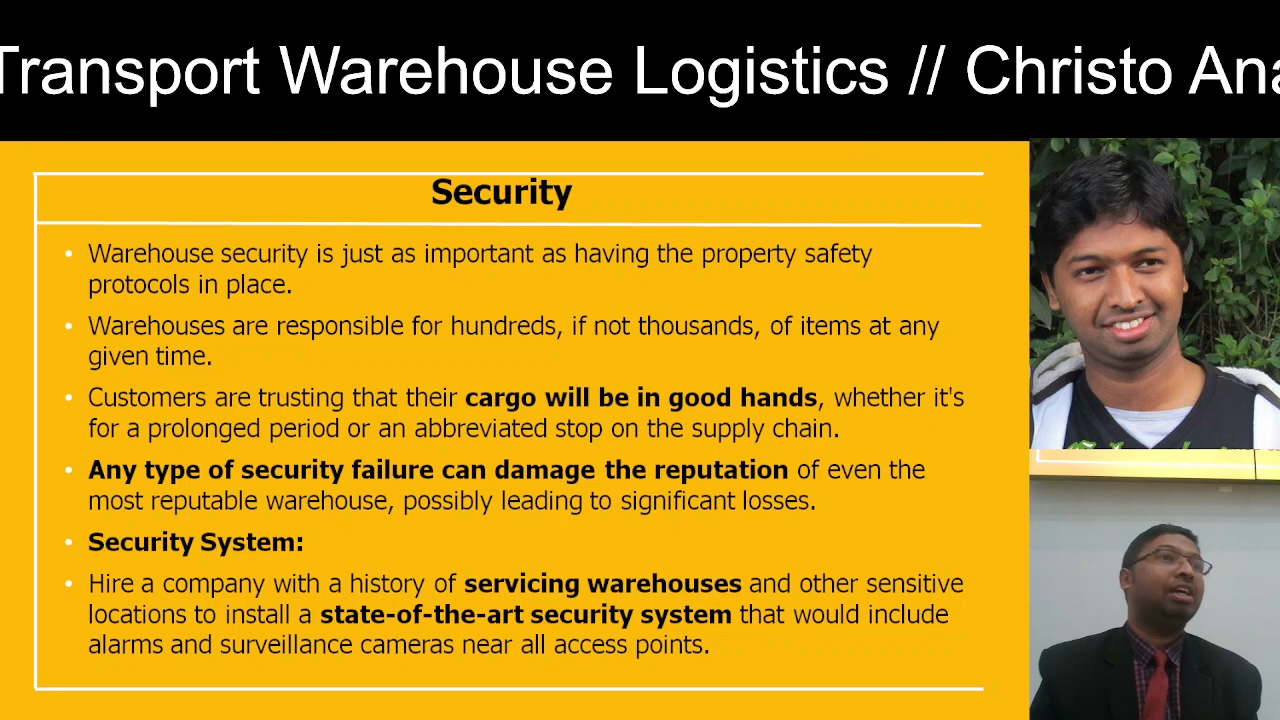 Transport Warehouse Logistics // Christo Ana
Security
• Warehouse security is just as important as having the property safety
protocols in place.
• Warehouses are responsible for hundreds, if not thousands, of items at any
given time.
• Customers are trusting that their cargo will be in good hands, whether it's
for a prolonged period or an abbreviated stop on the supply chain.
• Any type of security failure can damage the reputation of even the
most reputable warehouse, possibly leading to significant losses.
• Security System:
• Hire a company with a history of servicing warehouses and other sensitive
locations to install a state-of-the-art security system that would include
alarms and surveillance cameras near all access points.